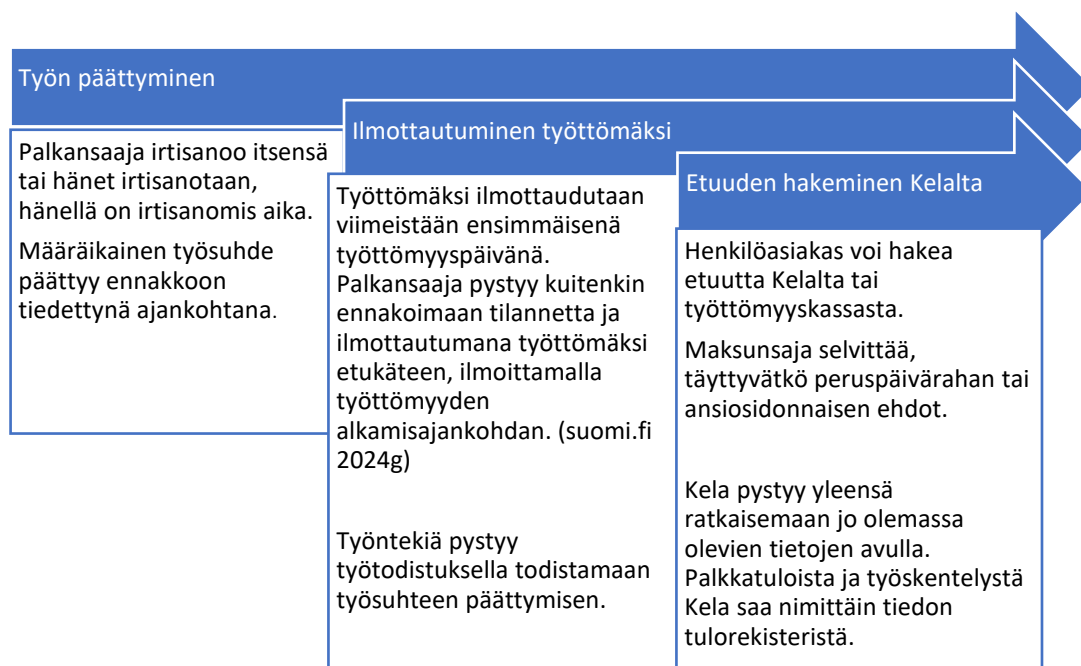 Työn päättyminen
Palkansaaja irtisanoo itsensä
tai hänet irtisanotaan,
hänellä on irtisanomis aika.
Määräikainen työsuhde
päättyy ennakkoon
tiedettynä ajankohtana.
Ilmottautuminen työttömäksi
Työttömäksi ilmottaudutaan
viimeistään ensimmäisenä
työttömyyspäivänä.
Palkansaaja pystyy kuitenkin
ennakoimaan tilannetta ja
ilmottautumana työttömäksi
etukäteen, ilmoittamalla
työttömyyden
alkamisajankohdan. (suomi.fi
2024g)
Työntekiä pystyy
työtodistuksella todistamaan
työsuhteen päättymisen.
Etuuden hakeminen Kelalta
Henkilöasiakas voi hakea
etuutta Kelalta tai
työttömyyskassasta.
Maksunsaja selvittää,
täyttyvätkö peruspäivärahan tai
ansiosidonnaisen ehdot.
Kela pystyy yleensä
ratkaisemaan jo olemassa
olevien tietojen avulla.
Palkkatuloista ja työskentelystä
Kela saa nimittäin tiedon
tulorekisteristä.